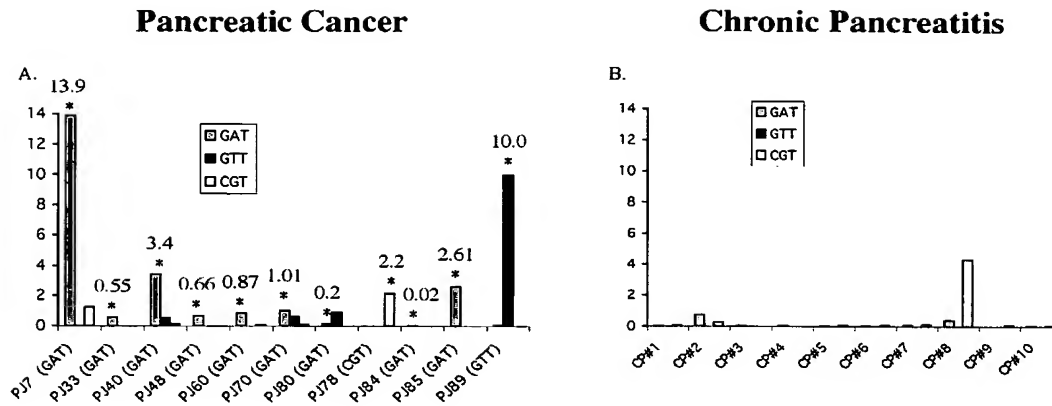 Pancreatic Cancer
Chronic Pancreatitis
A.
13.9
*
14
12
10
8
6
4
2
0
GAT
GTT
CGT
0.55
*
3.4
*
0.66
*
0.87
*
1.01
*
0.2
*
2.2
*
0.02
*
2.61
*
10.0
*
PJ7 (GAT)
PJ33 (GAT)
PJ40 (GAT)
PJ48 (GAT)
PJ60 (GAT)
PJ70 (GAT)
PJ80 (GAT)
PJ78 (CGT)
PJ84 (GAT)
PJ85 (GAT)
PJ89 (GTT)
B.
14
12
10
8
6
4
2
0
GAT
GTT
CGT
CP#1
CP#2
CP#3
CP#4
CP#5
CP#6
CP#7
CP#8
CP#9
CP#10